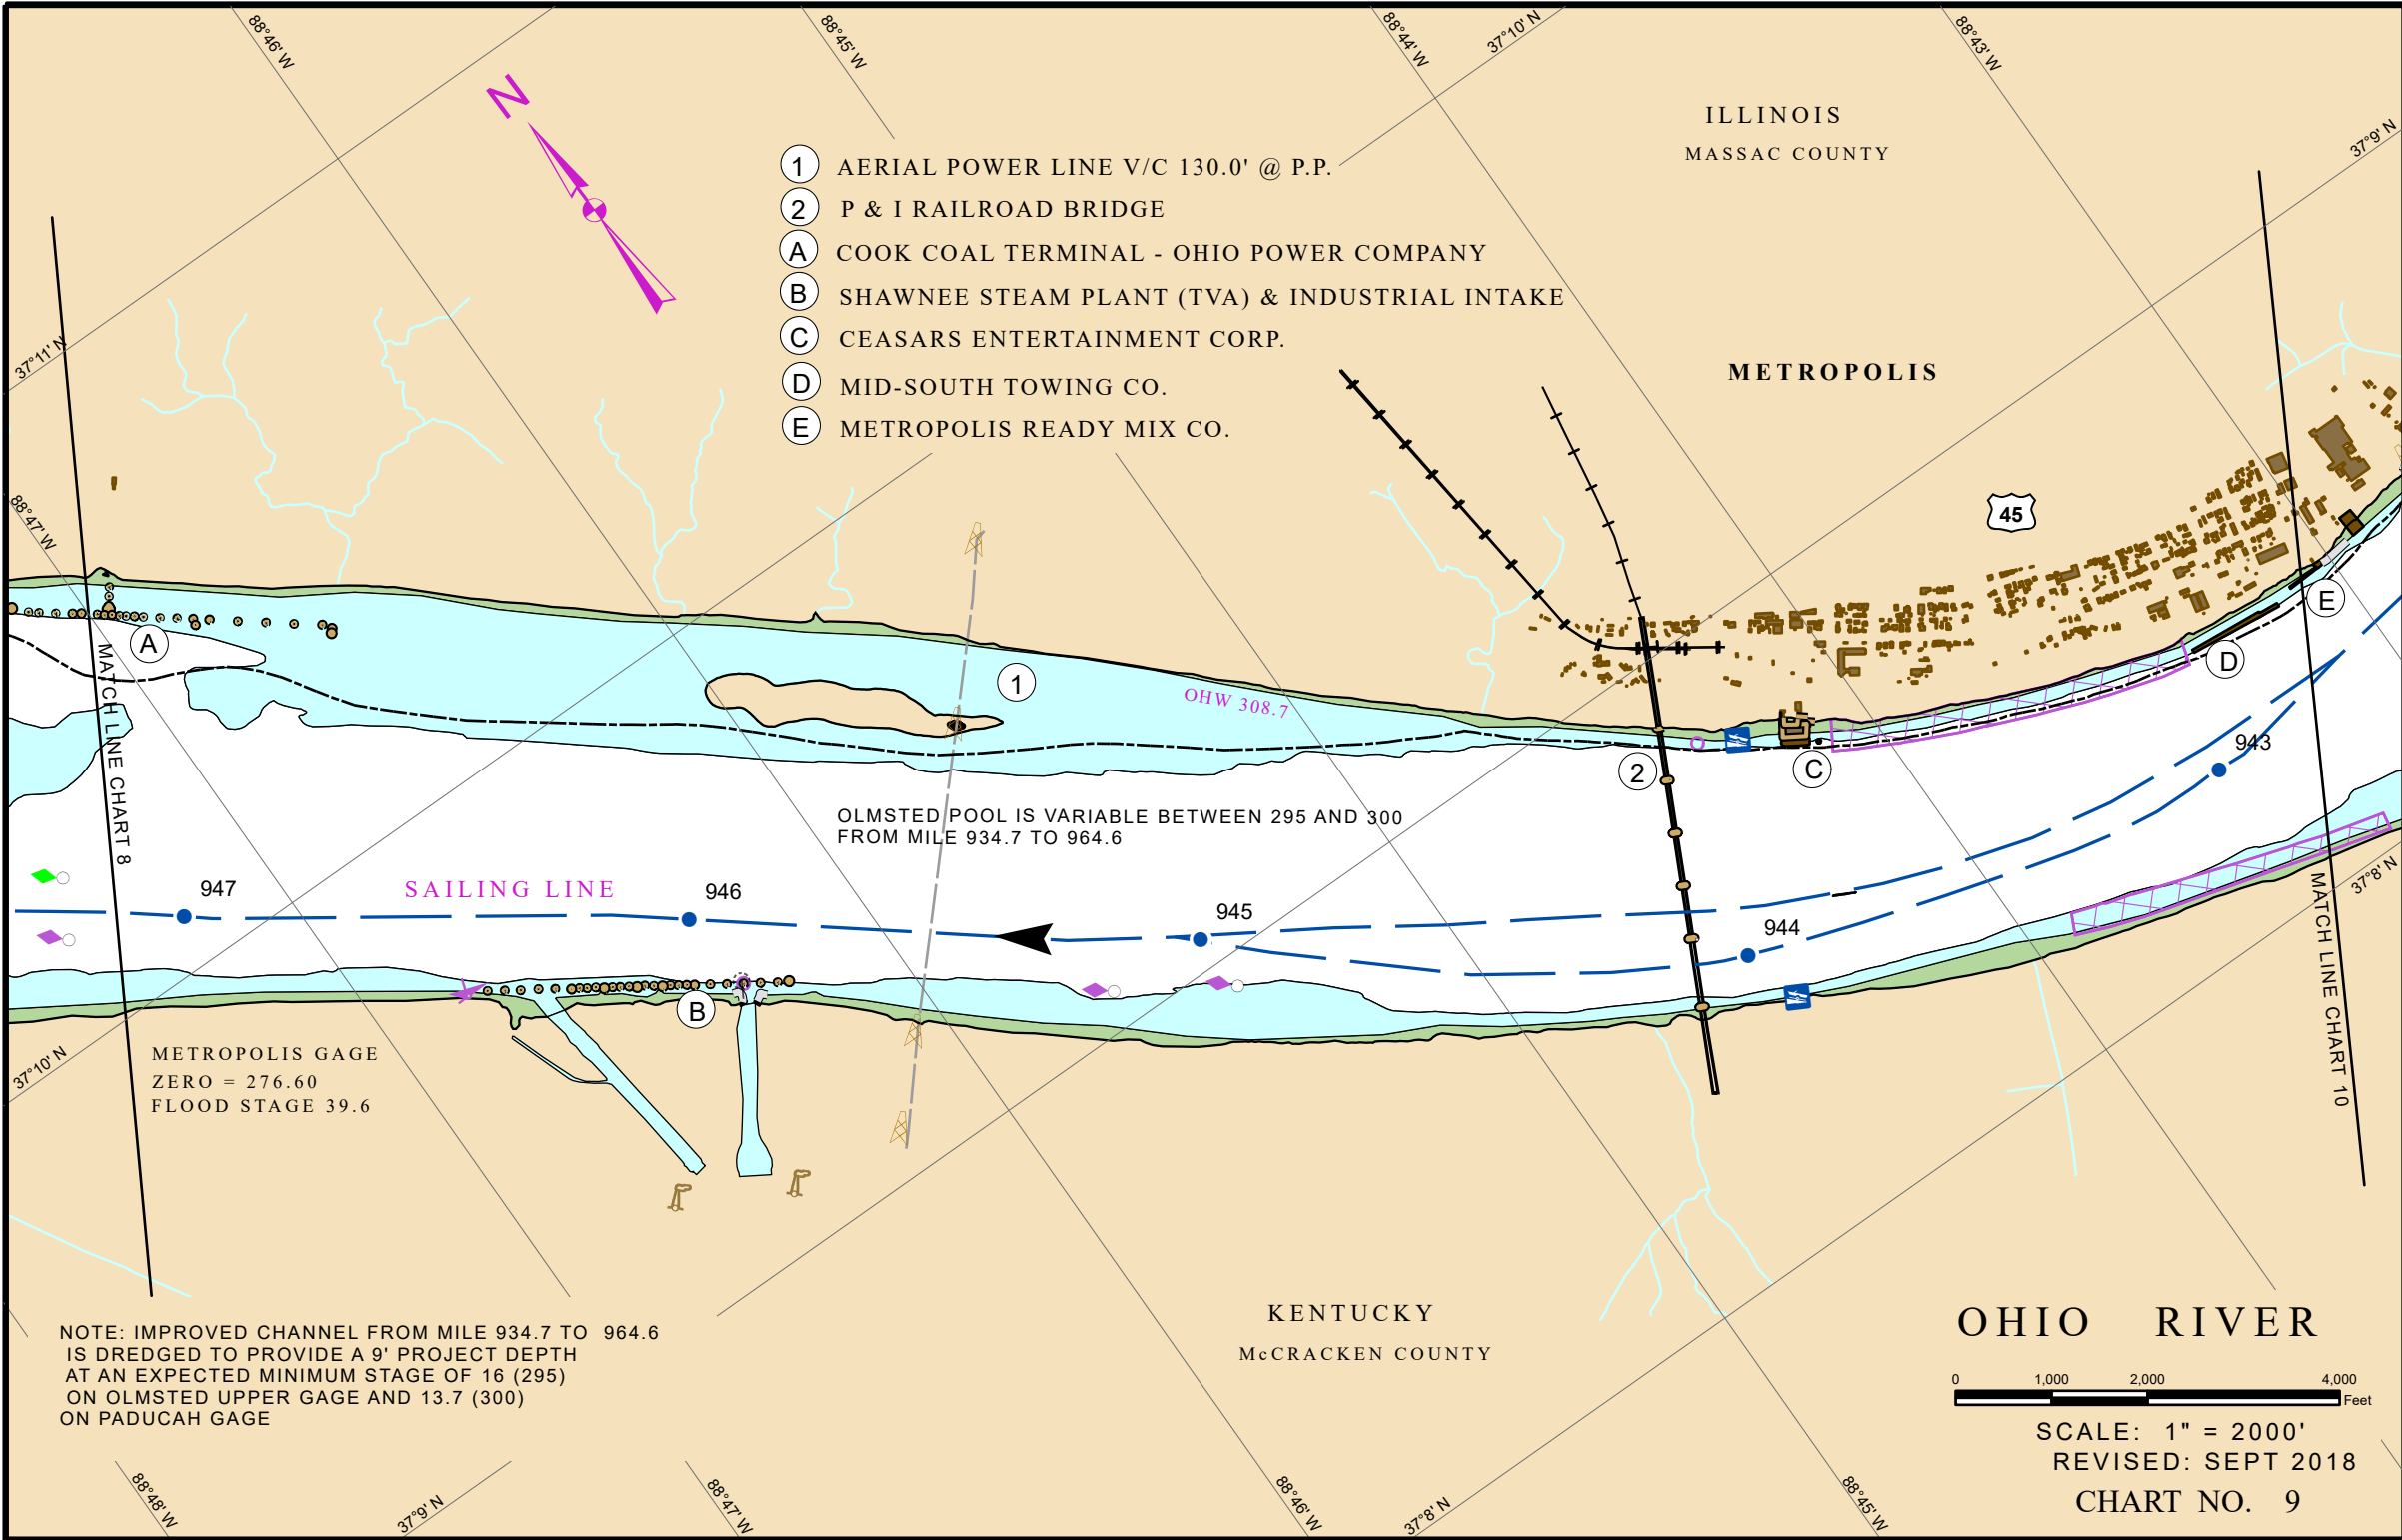 88°46' W
88°45' W
88°44' W
37°10' N
88°43' W
N
ILLINOIS
MASSAC COUNTY
37°9' N
1 AERIAL POWER LINE V/C 130.0' @ P.P.
2 P & I RAILROAD BRIDGE
A COOK COAL TERMINAL - OHIO POWER COMPANY
B SHAWNEE STEAM PLANT (TVA) & INDUSTRIAL INTAKE
C CEASARS ENTERTAINMENT CORP.
D MID-SOUTH TOWING CO.
E METROPOLIS READY MIX CO.
37°11' N
METROPOLIS
88°47' W
45
A
1
OHW 308.7
E
D
2
C
943
MATCH LINE CHART 8
OLMSTED POOL IS VARIABLE BETWEEN 295 AND 300
FROM MILE 934.7 TO 964.6
947
SAILING LINE
946
945
944
37°8' N
MATCH LINE CHART 10
B
METROPOLIS GAGE
ZERO = 276.60
FLOOD STAGE 39.6
37°10' N
NOTE: IMPROVED CHANNEL FROM MILE 934.7 TO 964.6
IS DREDGED TO PROVIDE A 9' PROJECT DEPTH
AT AN EXPECTED MINIMUM STAGE OF 16 (295)
ON OLMSTED UPPER GAGE AND 13.7 (300)
ON PADUCAH GAGE
KENTUCKY
McCRACKEN COUNTY
OHIO RIVER
0 1,000 2,000 4,000
Feet
SCALE: 1" = 2000'
REVISED: SEPT 2018
CHART NO. 9
88°48' W
37°9' N
88°47' W
88°46' W
37°8' N
88°45' W